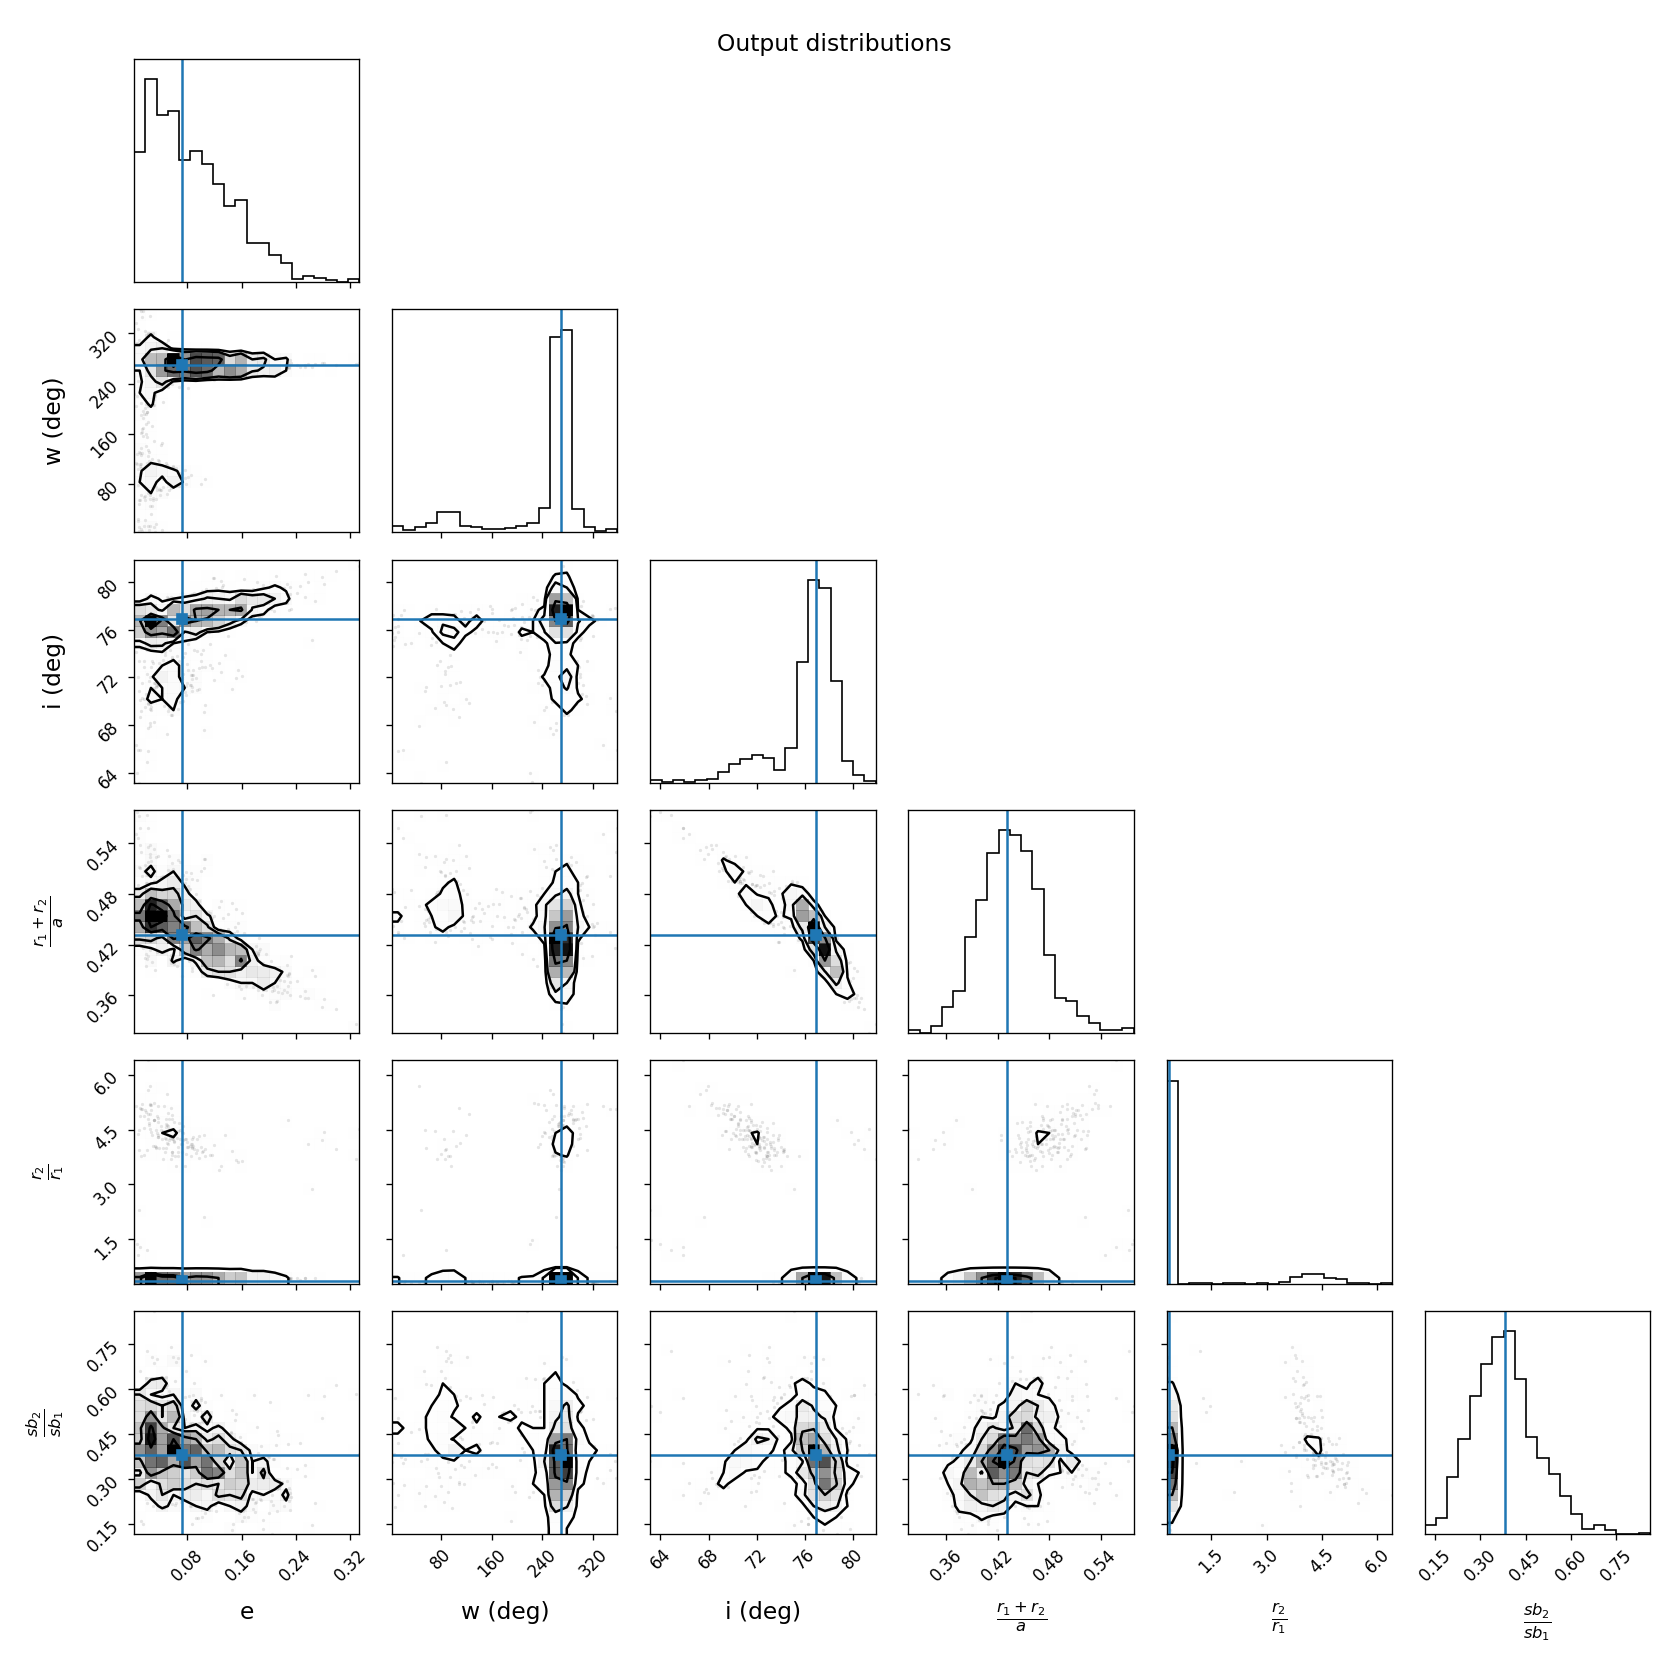 Output distributions
320
240
160
80
w (deg)
80
76
72
68
64
i (deg)
0.54
0.48
0.42
0.36
r₁ + r₂
a
6.0
4.5
3.0
1.5
r₂
r₁
0.75
0.60
0.45
0.30
0.15
sb₂
sb₁
0.08 0.16 0.24 0.32 80 160 240 320 64 68 72 76 80 0.36 0.42 0.48 0.54 1.5 3.0 4.5 6.0 0.15 0.30 0.45 0.60 0.75
e w (deg) i (deg)
r₁ + r₂
a
r₂
r₁
sb₂
sb₁